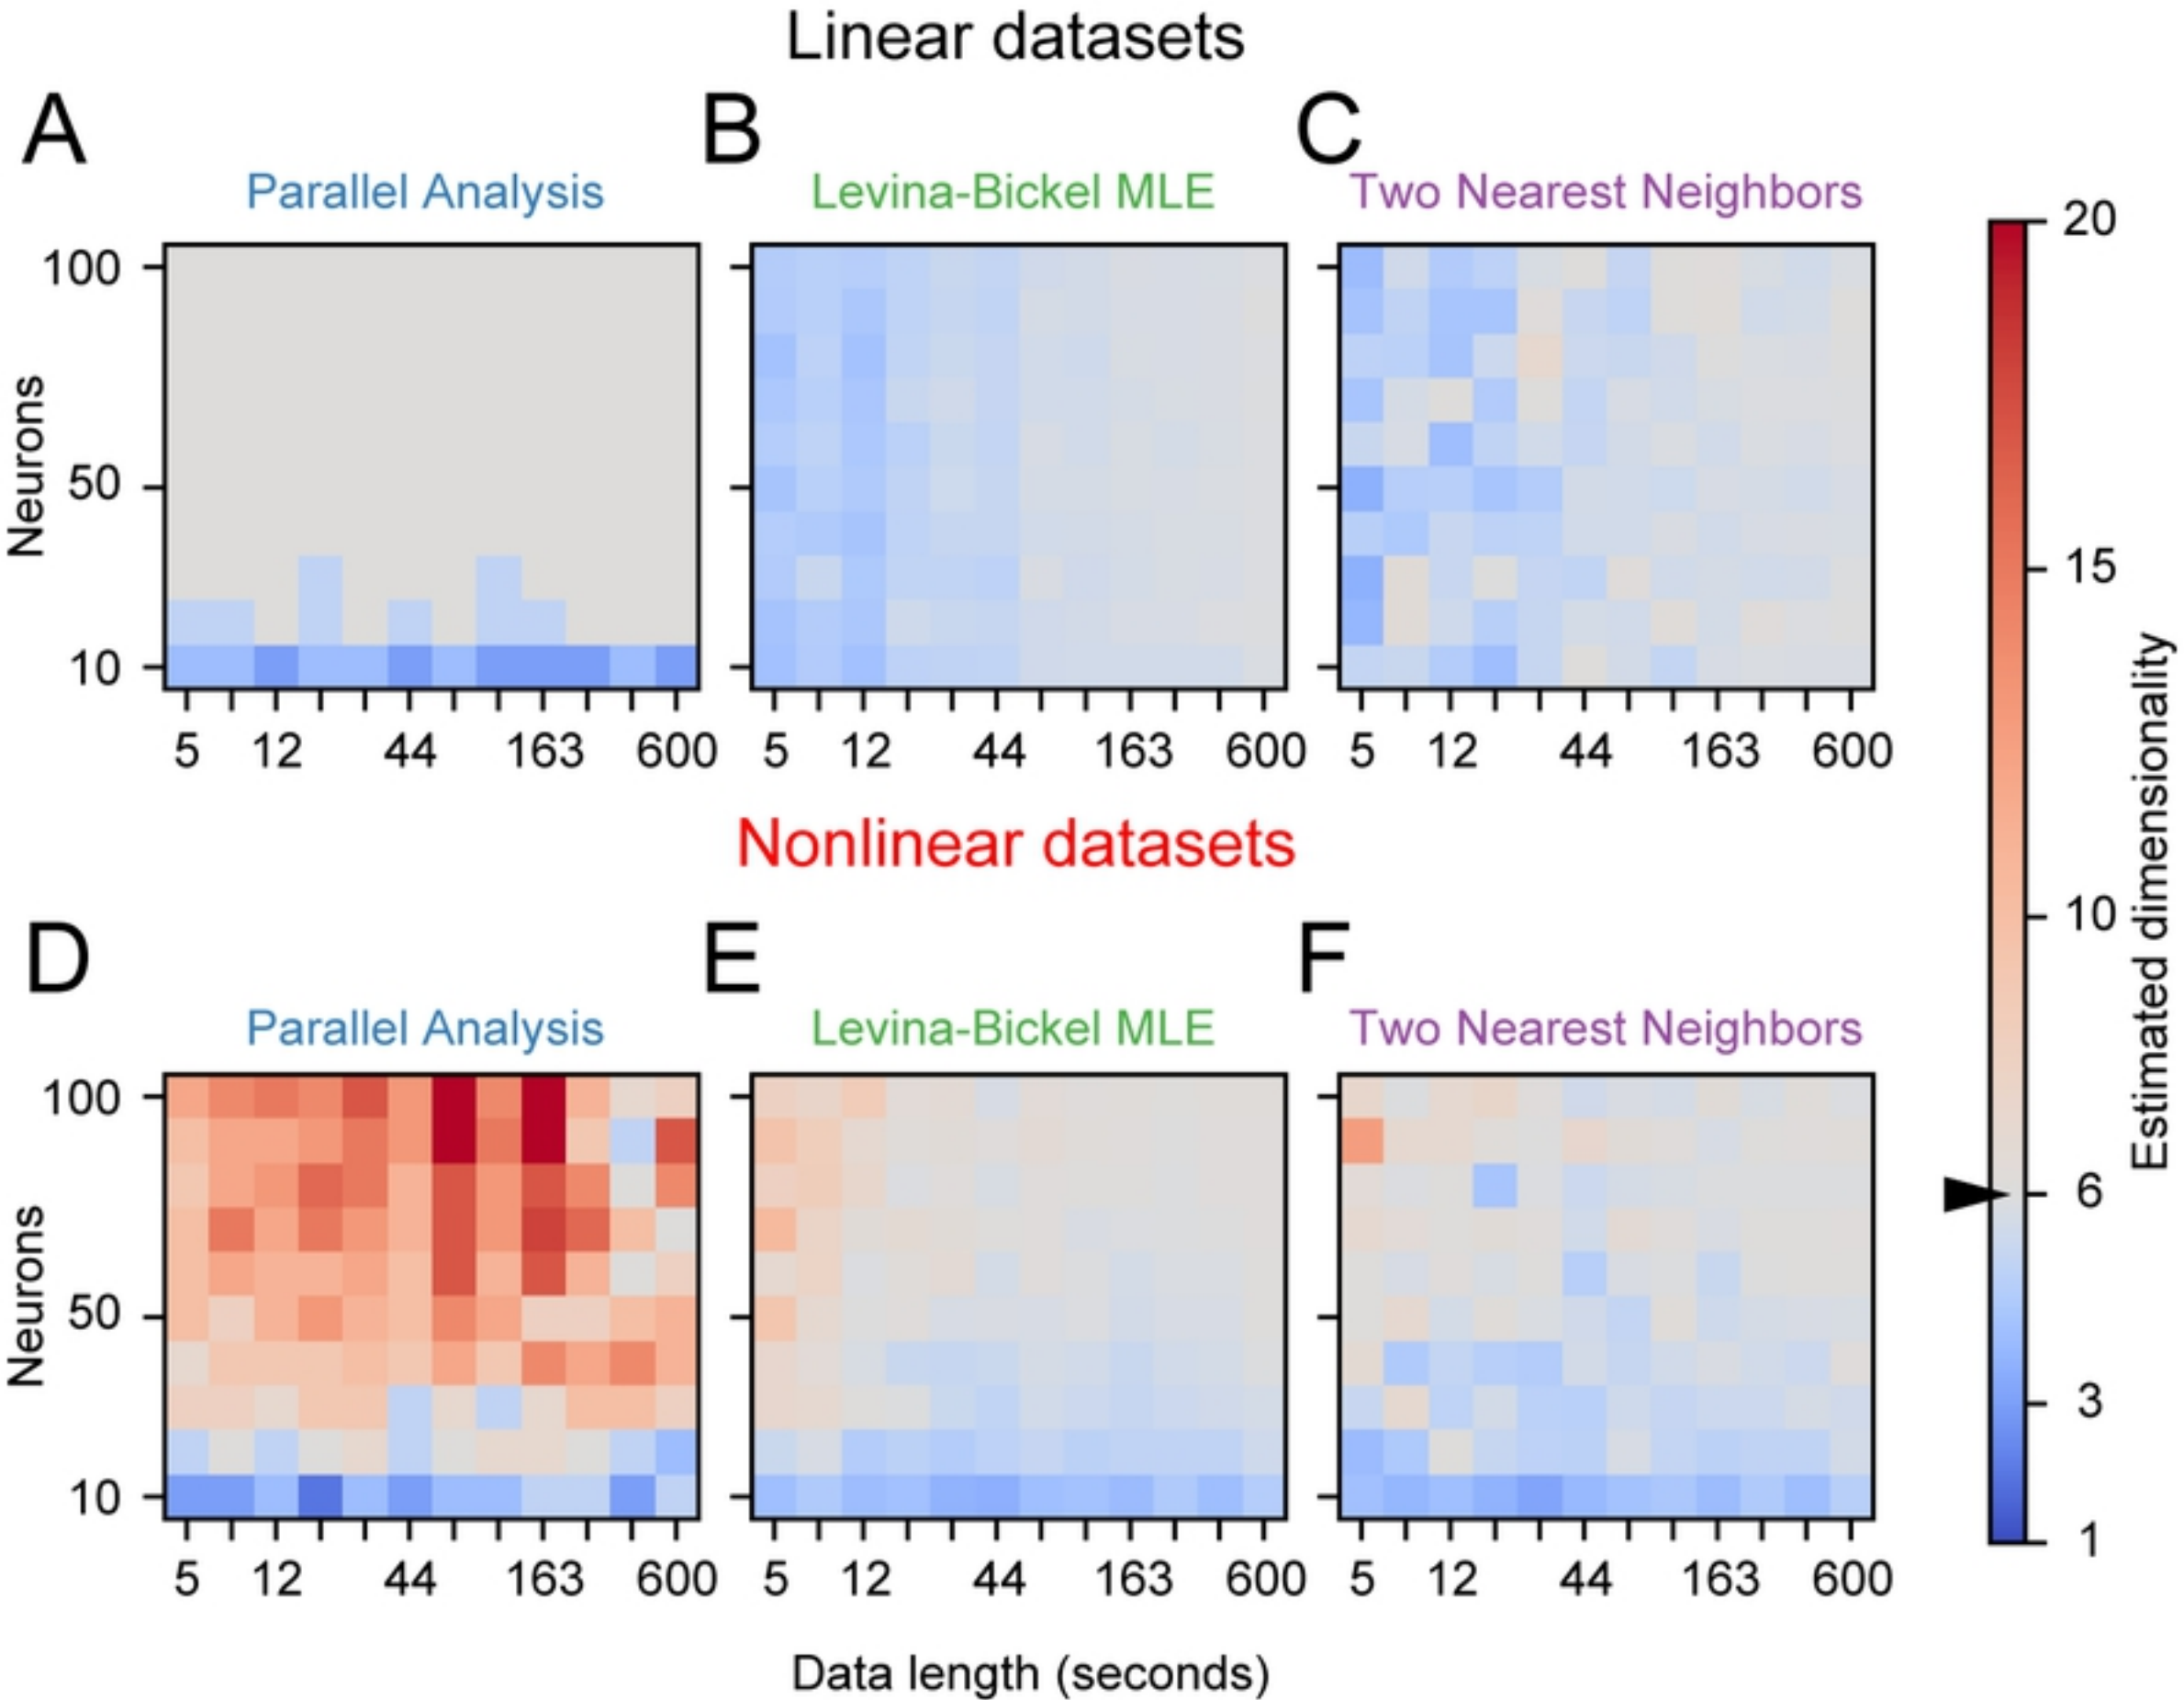 Linear datasets
A B C
Parallel Analysis Levina-Bickel MLE Two Nearest Neighbors
Neurons
100
50
10
5 12 44 163 600 5 12 44 163 600 5 12 44 163 600
Nonlinear datasets
D E F
Parallel Analysis Levina-Bickel MLE Two Nearest Neighbors
Neurons
100
50
10
5 12 44 163 600 5 12 44 163 600 5 12 44 163 600
Data length (seconds)
20
15
10
6
3
1
Estimated dimensionality